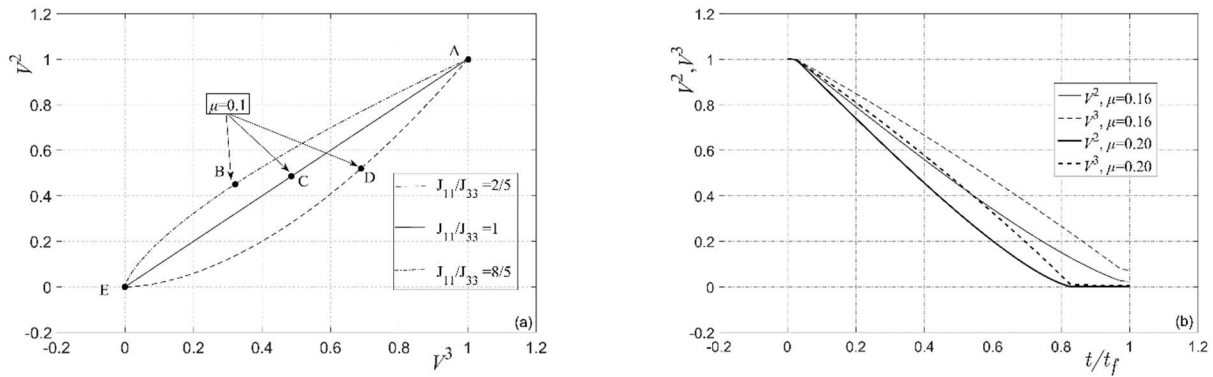 1.2
1
0.8
0.6
0.4
0.2
0
-0.2
-0.2 0 0.2 0.4 0.6 0.8 1 1.2
V²
V³
A
μ=0.1
B
C
D
E
J₁₁/J₃₃ =2/5
J₁₁/J₃₃ =1
J₁₁/J₃₃ =8/5
(a)
1.2
1
0.8
0.6
0.4
0.2
0
-0.2
-0.2 0 0.2 0.4 0.6 0.8 1 1.2
V², V³
t/t_f
V², μ=0.16
V³, μ=0.16
V², μ=0.20
V³, μ=0.20
(b)